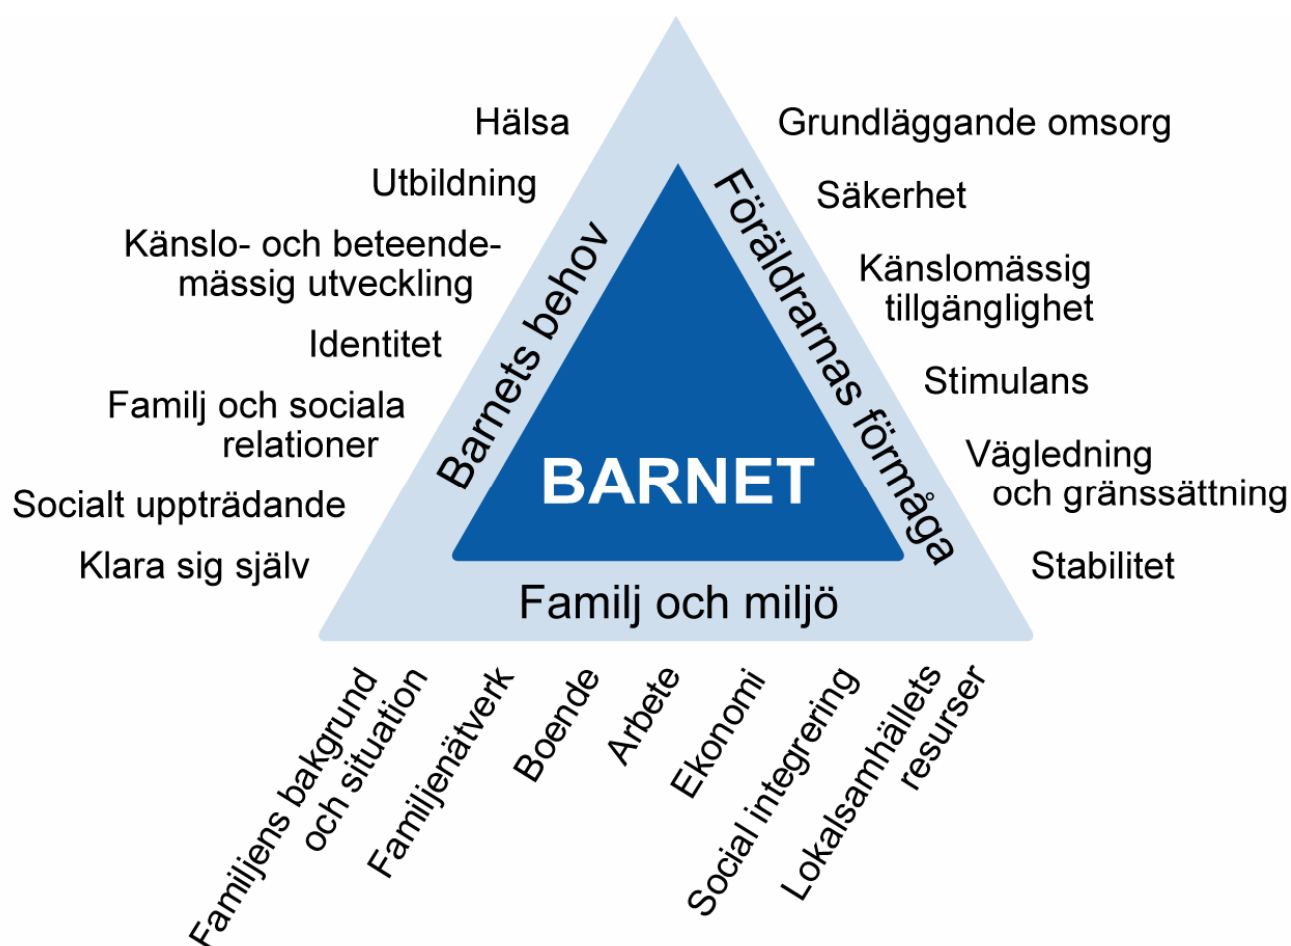 Hälsa
Utbildning
Känslo- och beteende-
mässig utveckling
Identitet
Familj och sociala
relationer
Socialt uppträdande
Klara sig själv
Barnets behov
BARNET
Föräldrarnas förmåga
Grundläggande omsorg
Säkerhet
Känslomässig
tillgänglighet
Stimulans
Vägledning
och gränssättning
Stabilitet
Familj och miljö
Familjens bakgrund
och situation
Familjenätverk
Boende
Arbete
Ekonomi
Social integrering
Lokalsamhällets
resurser